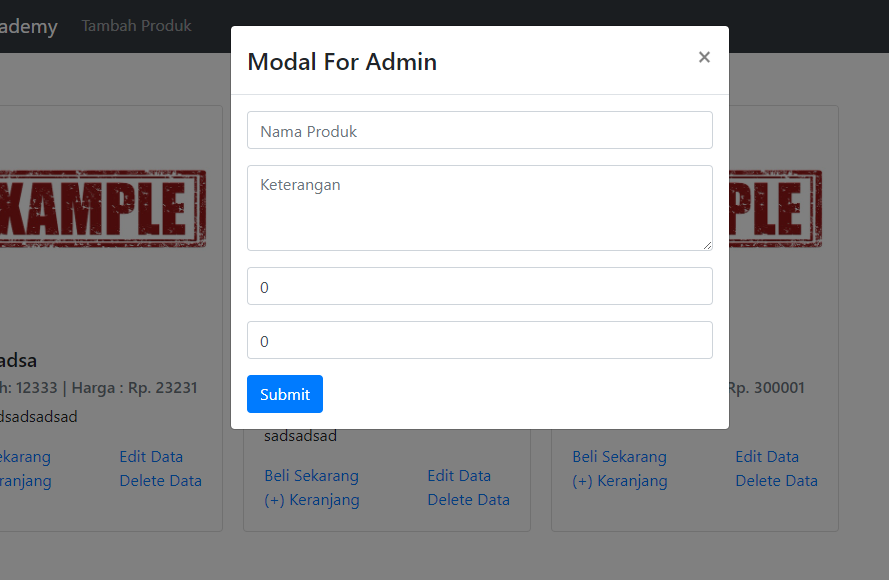 ademy Tambah Produk
Modal For Admin ×
Nama Produk
Keterangan
0
0
Submit
XAMPLE
PLE
adsa
h: 12333 | Harga : Rp. 23231
dsadsadsad
ekarang Edit Data
ranjang Delete Data
sadsadsad
Beli Sekarang Edit Data
(+) Keranjang Delete Data
Rp. 300001
Beli Sekarang Edit Data
(+) Keranjang Delete Data